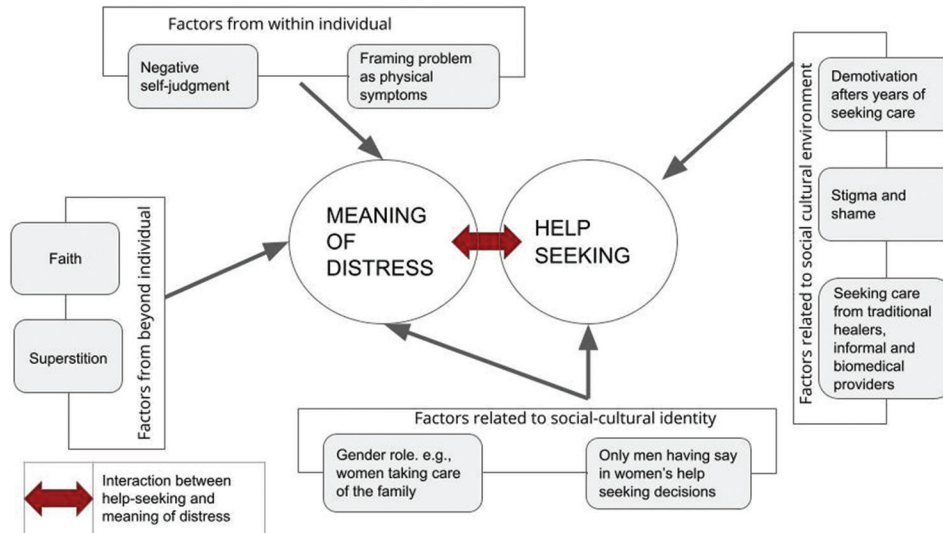 Factors from within individual
Negative
self-judgment
Framing problem
as physical
symptoms
MEANING
OF
DISTRESS
HELP
SEEKING
Factors related to social cultural environment
Demotivation
afters years of
seeking care
Stigma and
shame
Seeking care
from traditional
healers,
informal and
biomedical
providers
Faith
Superstition
Factors from beyond individual
Factors related to social-cultural identity
Gender role. e.g.,
women taking care
of the family
Only men having say
in women's help
seeking decisions
Interaction between
help-seeking and
meaning of distress